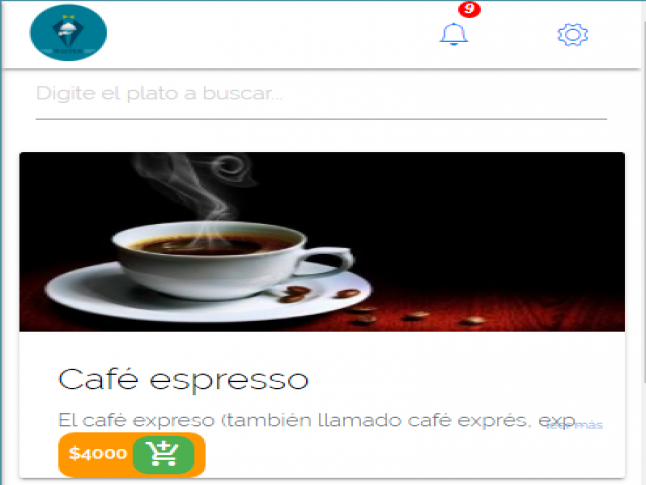 9
Digite el plato a buscar...
Café espresso
El café expreso (también llamado café exprés, exp
leer más
$4000